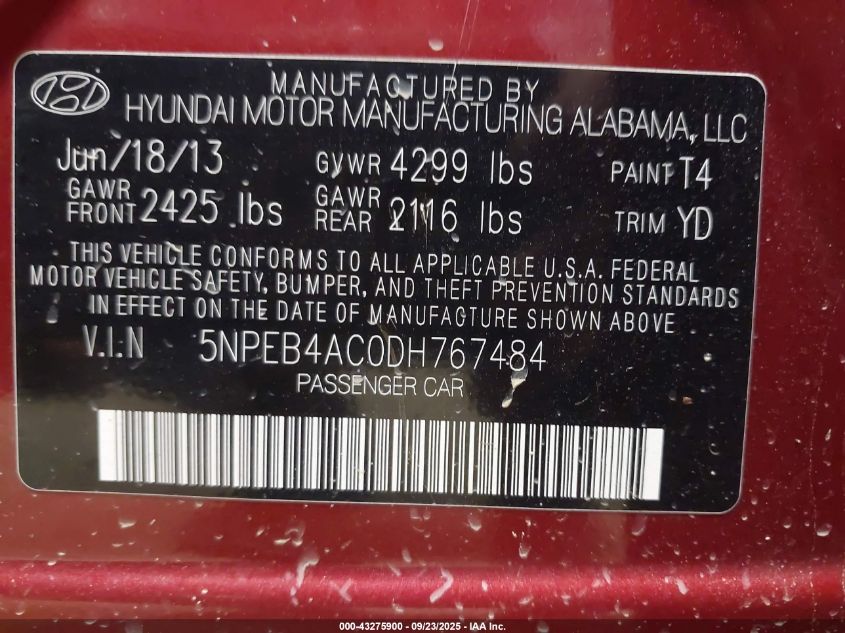 MANUFACTURED BY
HYUNDAI MOTOR MANUFACTURING ALABAMA, LLC
Jun/18/13 GVWR 4299 lbs PAINT T4
GAWR FRONT 2425 lbs GAWR REAR 2116 lbs TRIM YD
THIS VEHICLE CONFORMS TO ALL APPLICABLE U.S.A. FEDERAL
MOTOR VEHICLE SAFETY, BUMPER, AND THEFT PREVENTION STANDARDS
IN EFFECT ON THE DATE OF MANUFACTURE SHOWN ABOVE.
V.I.N 5NPEB4AC0DH767484
PASSENGER CAR
000-43275900 - 09/23/2025 - IAA Inc.